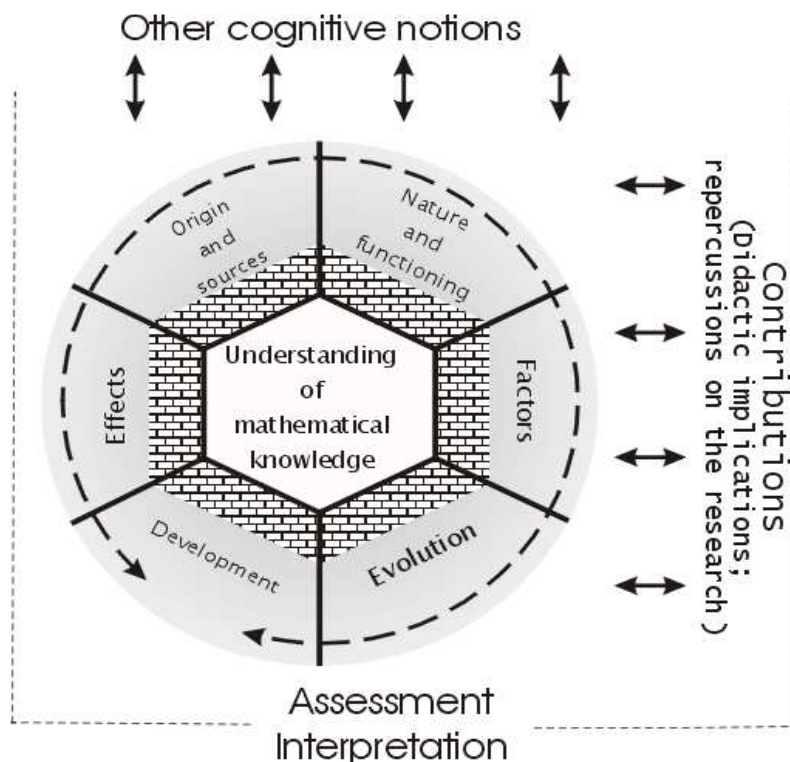 Other cognitive notions
Origin
and
sources
Nature
and
functioning
Effects
Understanding
of
mathematical
knowledge
Factors
Development
Evolution
Contributions
(Didactic implications;
repercussions on the research)
Assessment
Interpretation